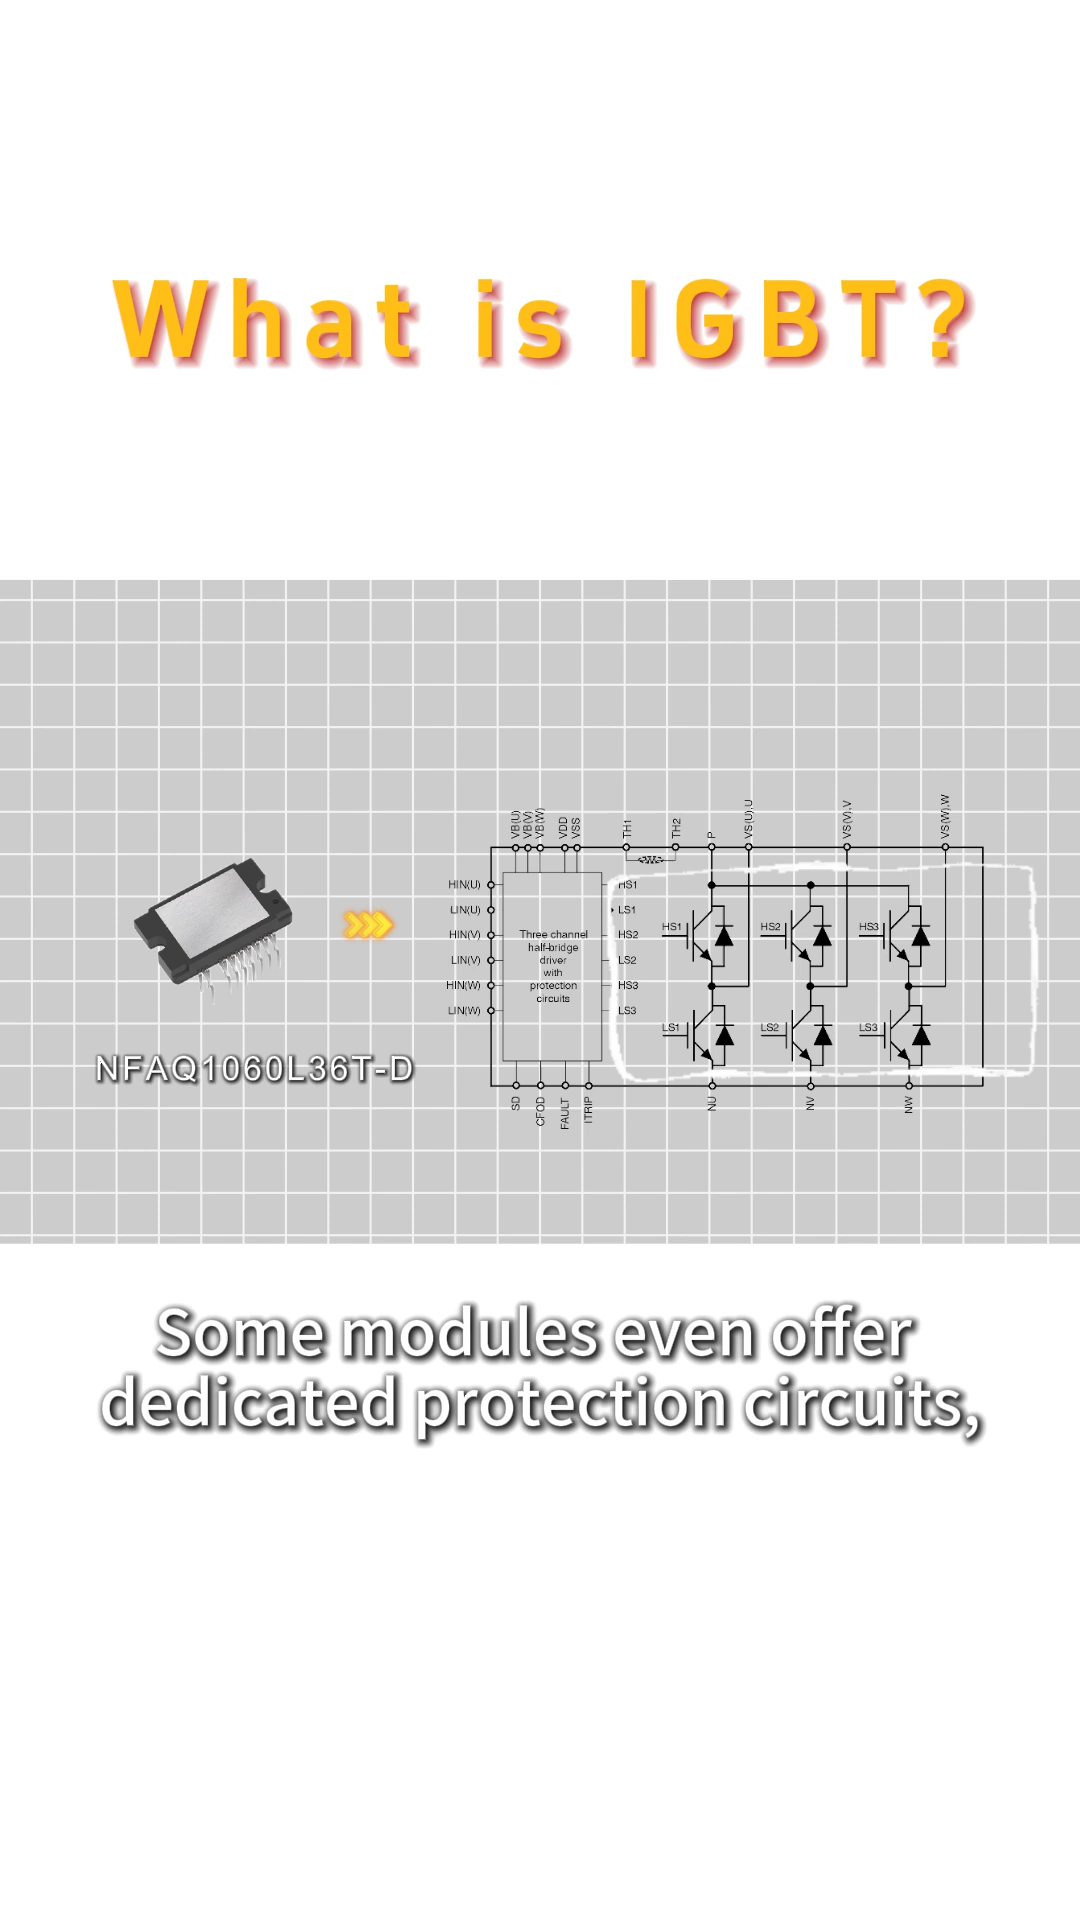 What is IGBT?
VB(U)
VB(V)
VB(W)
VDD
VSS
TH1
TH2
P
VS(U),U
VS(V),V
VS(W),W
HIN(U)
LIN(U)
HIN(V)
LIN(V)
HIN(W)
LIN(W)
Three channel
half-bridge
driver
with
protection
circuits
HS1
LS1
HS2
LS2
HS3
LS3
HS1
HS2
HS3
LS1
LS2
LS3
SD
CFOD
FAULT
ITRIP
NU
NV
NW
NFAQ1060L36T-D
Some modules even offer
dedicated protection circuits,